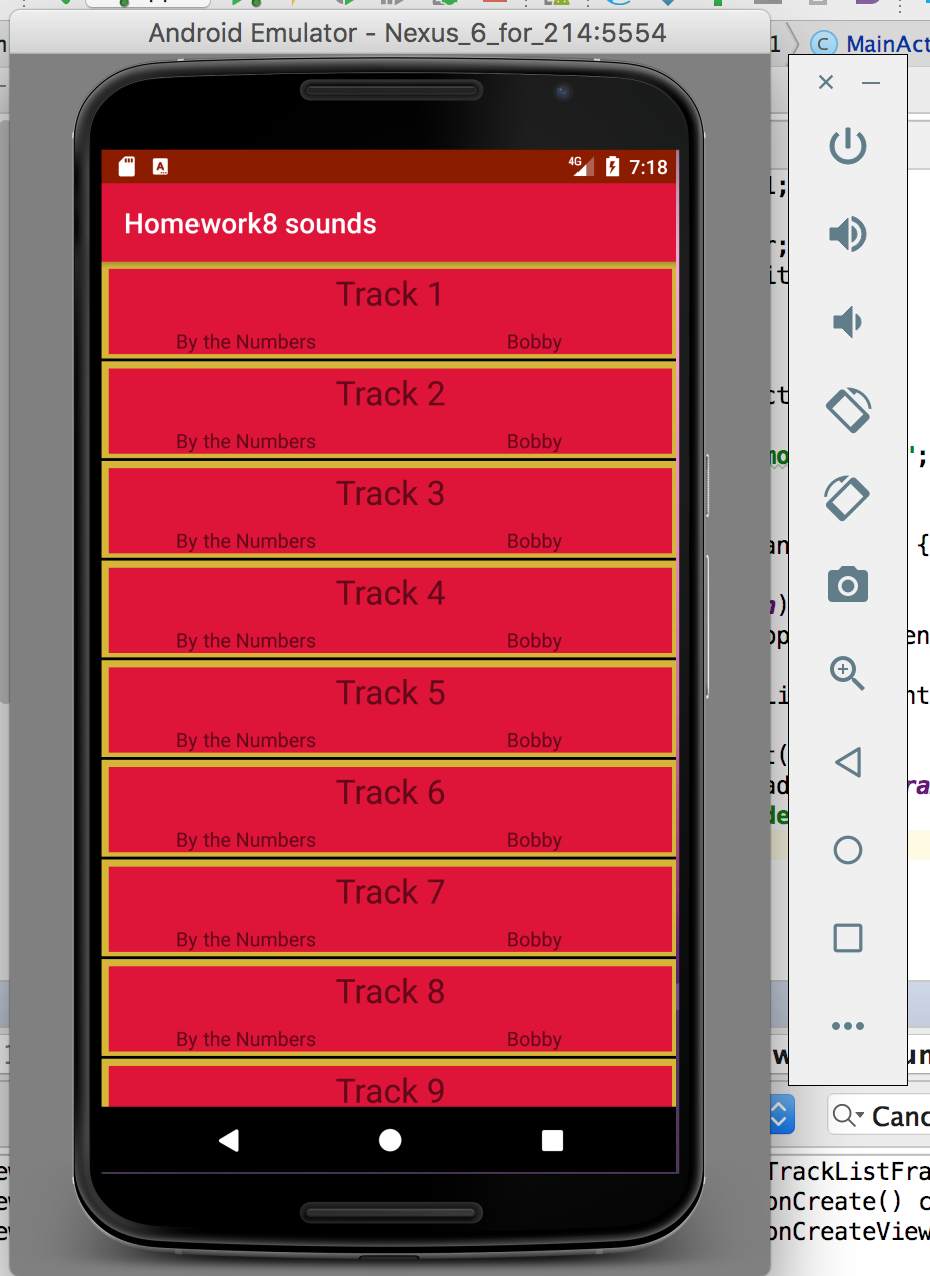 Android Emulator - Nexus_6_for_214:5554
1
C MainAct
4G
7:18
Homework8 sounds
Track 1
By the Numbers Bobby
Track 2
By the Numbers Bobby
Track 3
By the Numbers Bobby
Track 4
By the Numbers Bobby
Track 5
By the Numbers Bobby
Track 6
By the Numbers Bobby
Track 7
By the Numbers Bobby
Track 8
By the Numbers Bobby
Track 9
Canc
TrackListFra
onCreate() c
onCreateView